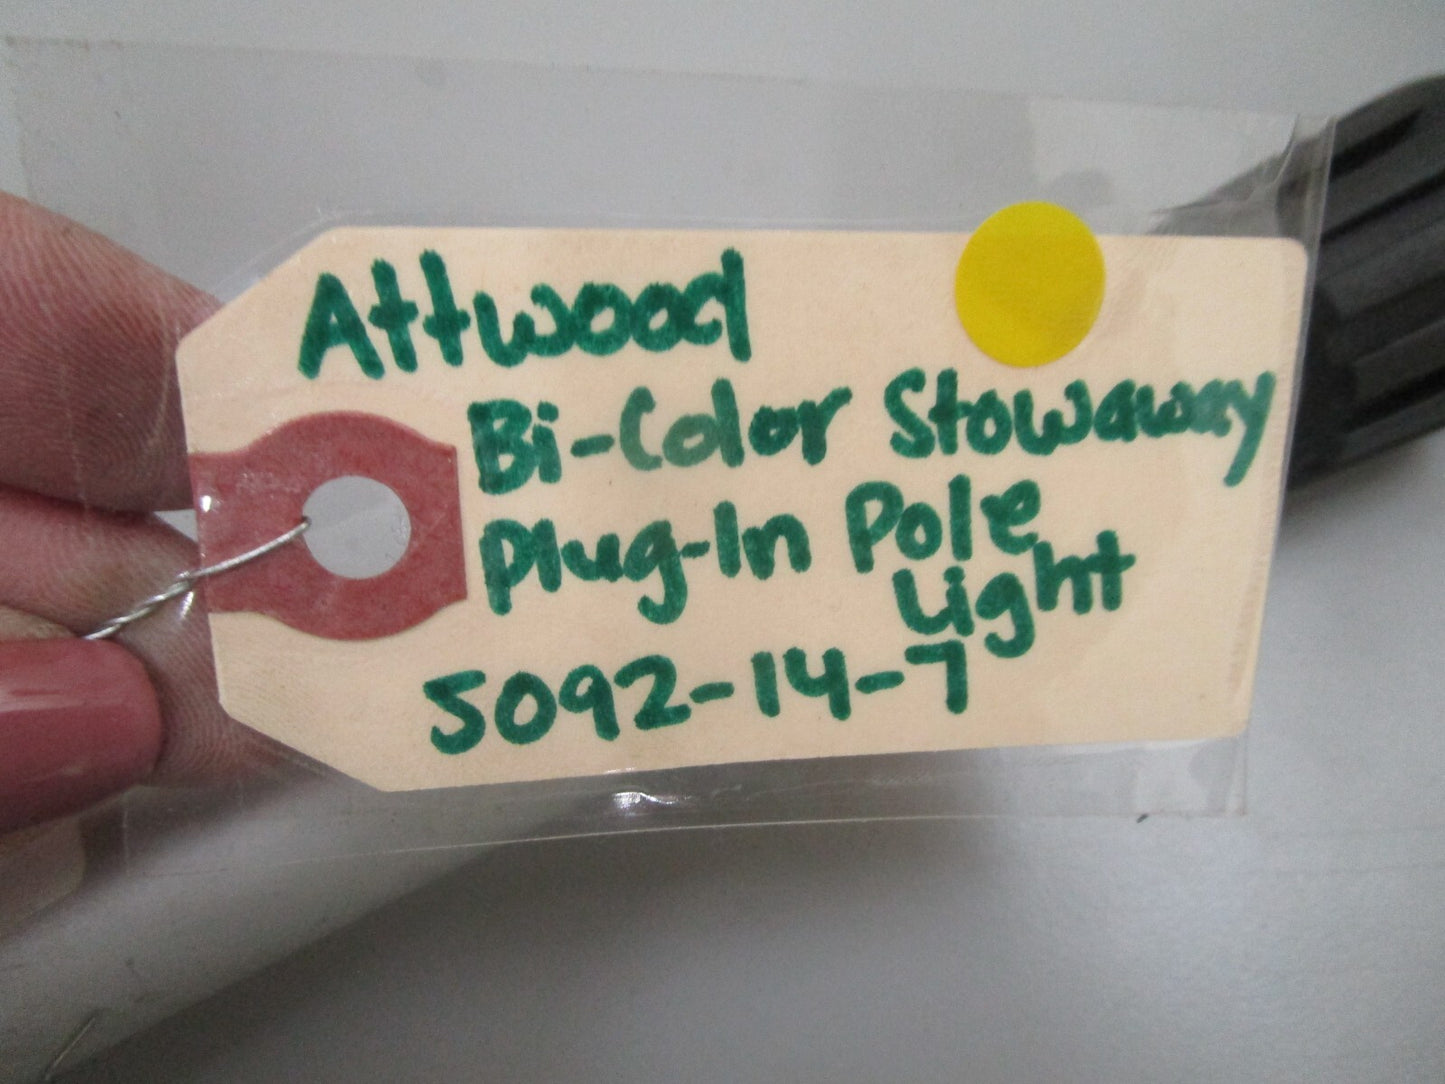 Attwood
Bi-Color Stowaway
Plug-In Pole
Light
5092-14-7